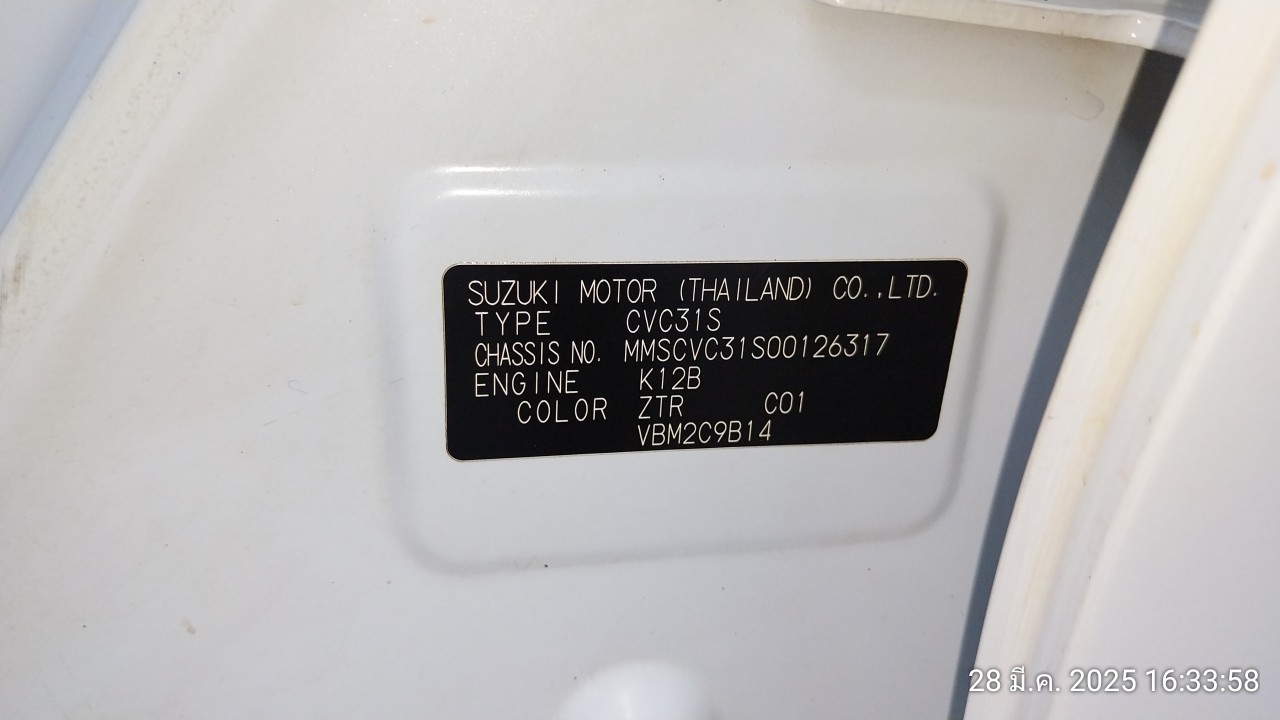 SUZUKI MOTOR (THAILAND) CO.,LTD.
TYPE CVC31S
CHASSIS NO. MMSCVC31S00126317
ENGINE K12B
COLOR ZTR C01
VBM2C9B14
28 มี.ค. 2025 16:33:58